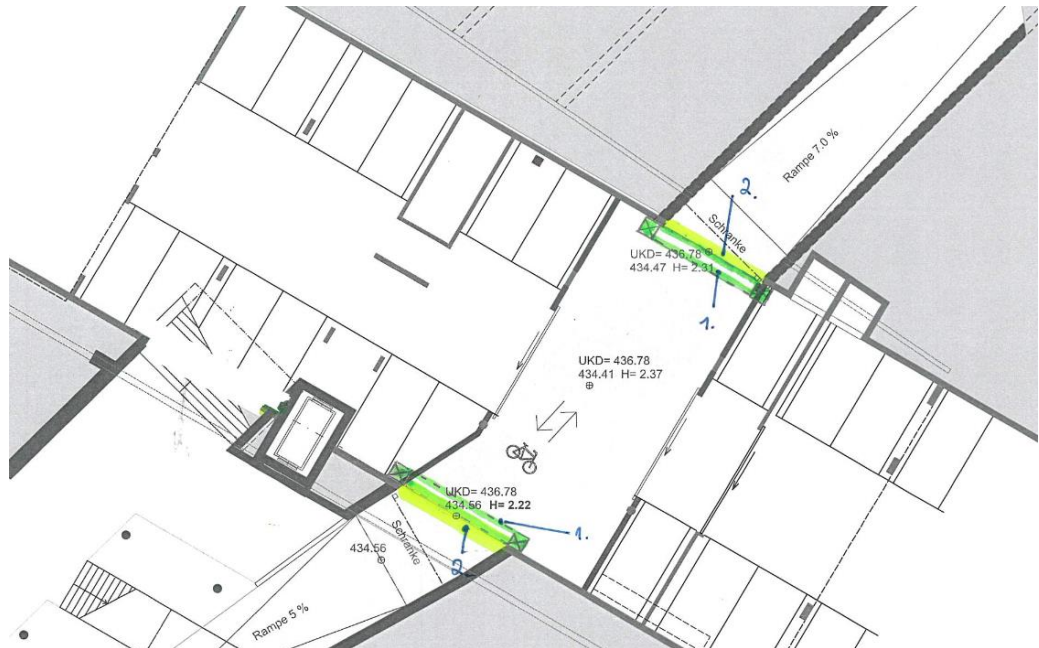 Rampe 7.0 %
2.
Schranke
UKD= 436.78
434.47 H= 2.31
1.
UKD= 436.78
434.41 H= 2.37
UKD= 436.78
434.56 H= 2.22
1.
Schranke
2.
434.56
Rampe 5 %